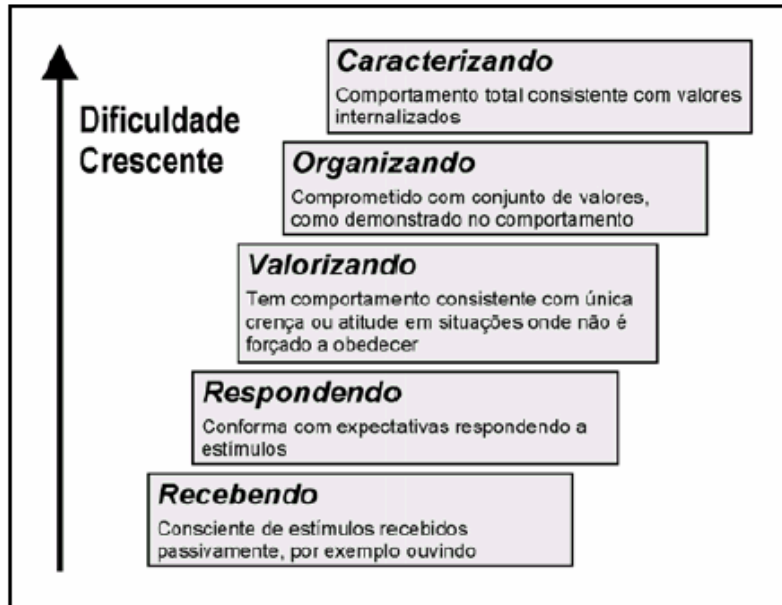 Dificuldade
Crescente
Caracterizando
Comportamento total consistente com valores
internalizados
Organizando
Comprometido com conjunto de valores,
como demonstrado no comportamento
Valorizando
Tem comportamento consistente com única
crença ou atitude em situações onde não é
forçado a obedecer
Respondendo
Conforma com expectativas respondendo a
estímulos
Recebendo
Consciente de estímulos recebidos
passivamente, por exemplo ouvindo